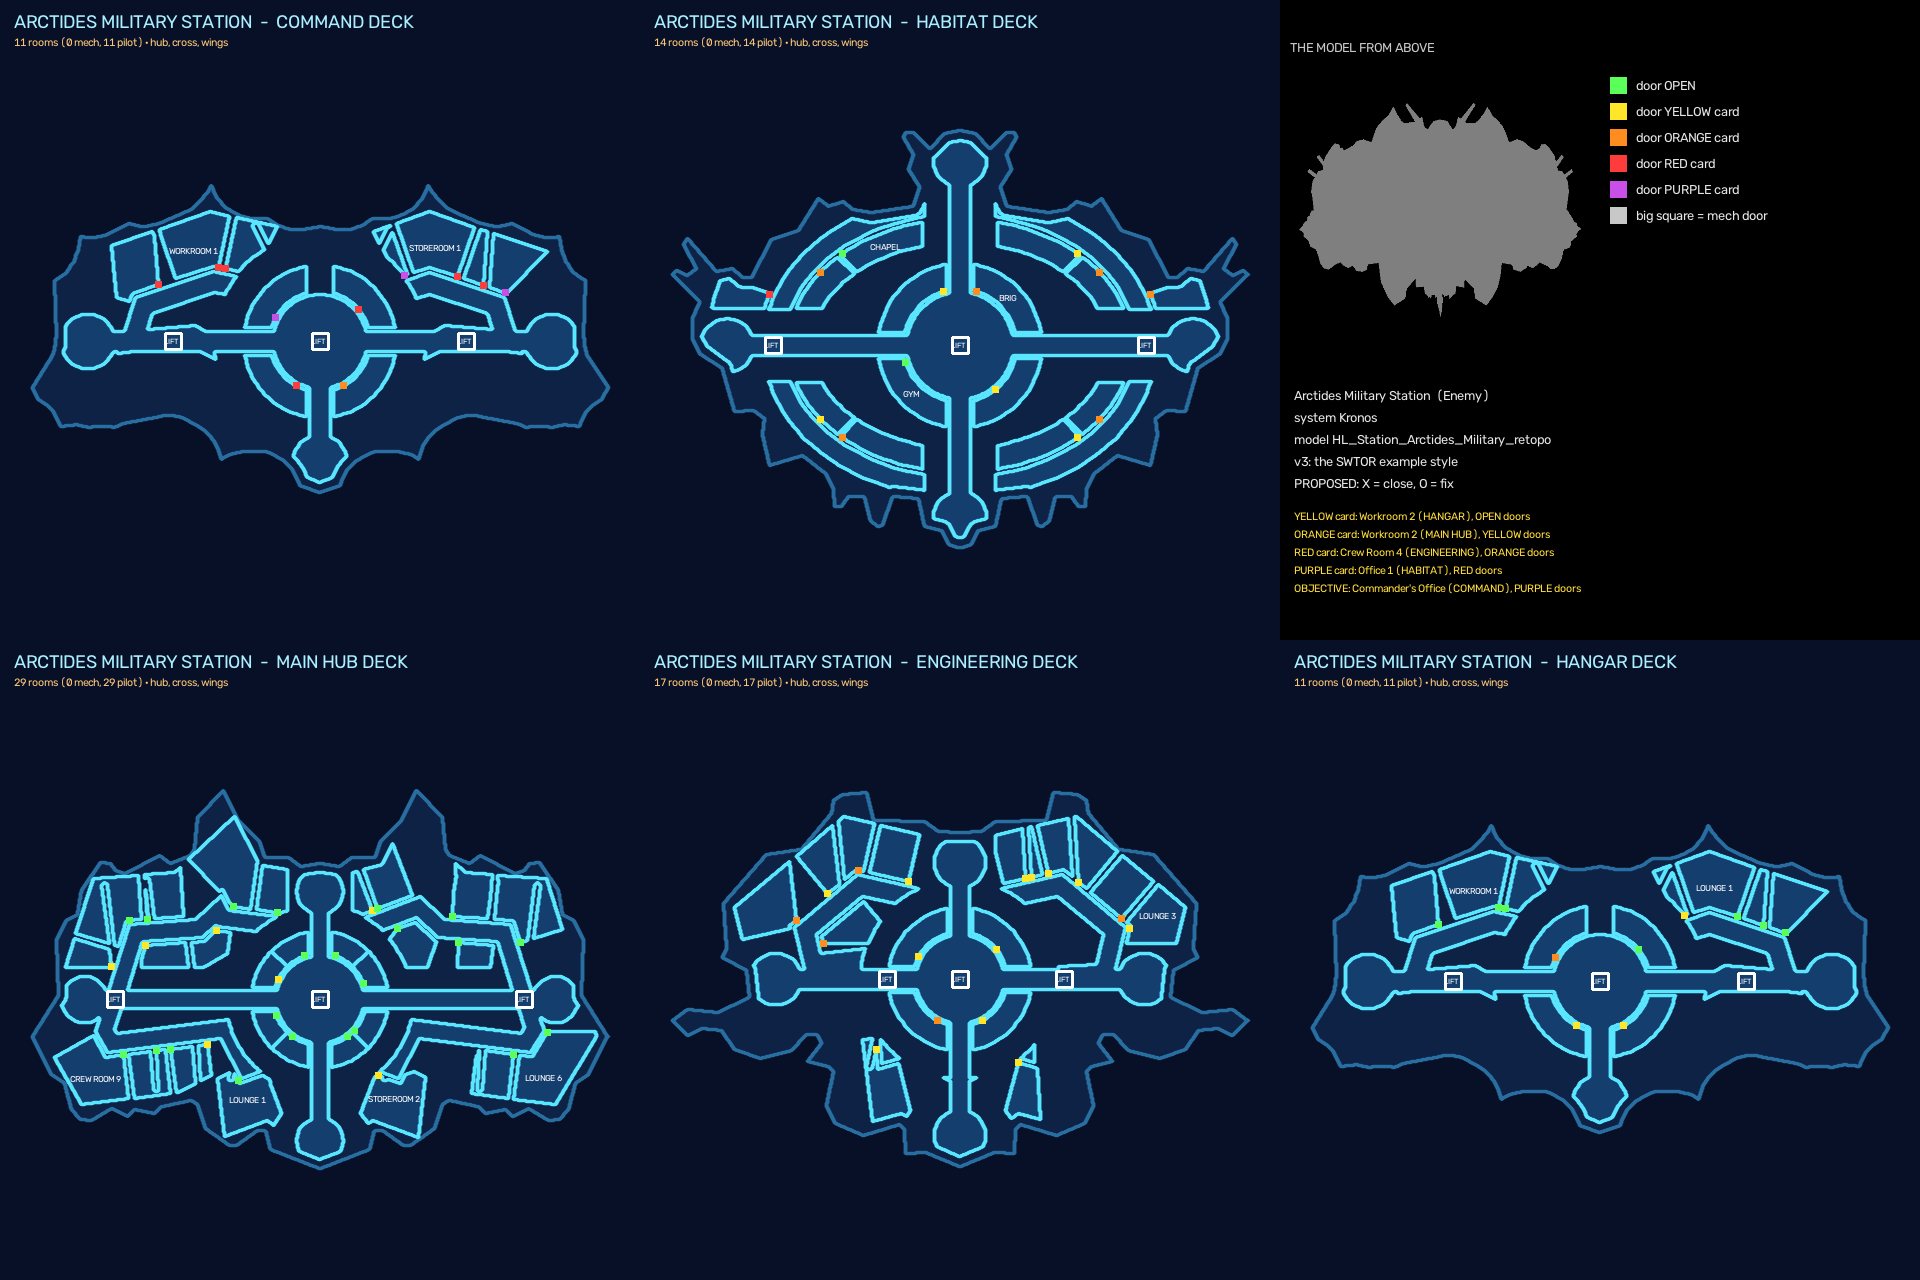 ARCTIDES MILITARY STATION - COMMAND DECK
11 rooms (0 mech, 11 pilot) • hub, cross, wings
WORKROOM 1
STOREROOM 1
LIFT
LIFT
LIFT
ARCTIDES MILITARY STATION - HABITAT DECK
14 rooms (0 mech, 14 pilot) • hub, cross, wings
CHAPEL
BRIG
LIFT
LIFT
LIFT
GYM
THE MODEL FROM ABOVE
door OPEN
door YELLOW card
door ORANGE card
door RED card
door PURPLE card
big square = mech door
Arctides Military Station (Enemy)
system Kronos
model HL_Station_Arctides_Military_retopo
v3: the SWTOR example style
PROPOSED: X = close, O = fix
YELLOW card: Workroom 2 (HANGAR), OPEN doors
ORANGE card: Workroom 2 (MAIN HUB), YELLOW doors
RED card: Crew Room 4 (ENGINEERING), ORANGE doors
PURPLE card: Office 1 (HABITAT), RED doors
OBJECTIVE: Commander's Office (COMMAND), PURPLE doors
ARCTIDES MILITARY STATION - MAIN HUB DECK
29 rooms (0 mech, 29 pilot) • hub, cross, wings
LIFT
LIFT
LIFT
CREW ROOM 9
LOUNGE 6
LOUNGE 1
STOREROOM 2
ARCTIDES MILITARY STATION - ENGINEERING DECK
17 rooms (0 mech, 17 pilot) • hub, cross, wings
LOUNGE 3
LIFT
LIFT
LIFT
ARCTIDES MILITARY STATION - HANGAR DECK
11 rooms (0 mech, 11 pilot) • hub, cross, wings
WORKROOM 1
LOUNGE 1
LIFT
LIFT
LIFT